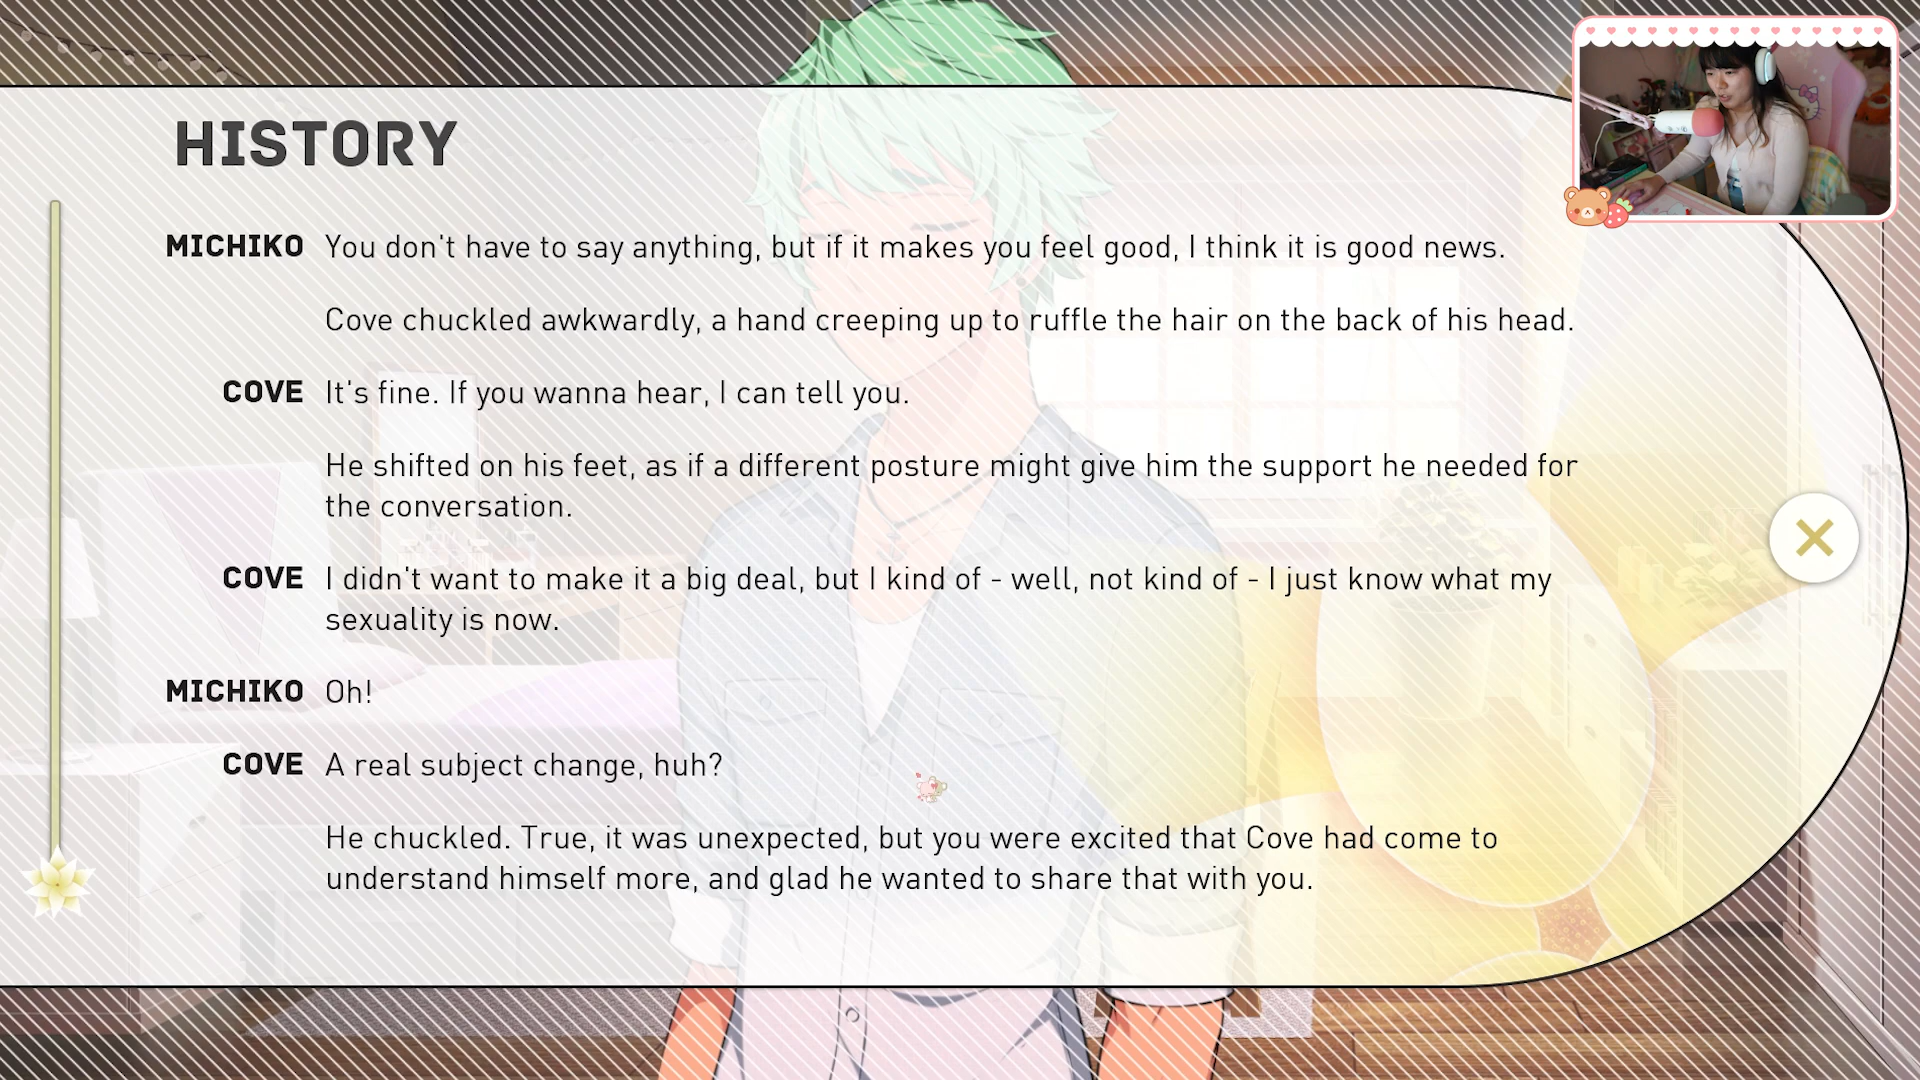 HISTORY
MICHIKO You don't have to say anything, but if it makes you feel good, I think it is good news.
Cove chuckled awkwardly, a hand creeping up to ruffle the hair on the back of his head.
COVE It's fine. If you wanna hear, I can tell you.
He shifted on his feet, as if a different posture might give him the support he needed for
the conversation.
COVE I didn't want to make it a big deal, but I kind of - well, not kind of - I just know what my
sexuality is now.
MICHIKO Oh!
COVE A real subject change, huh?
He chuckled. True, it was unexpected, but you were excited that Cove had come to
understand himself more, and glad he wanted to share that with you.